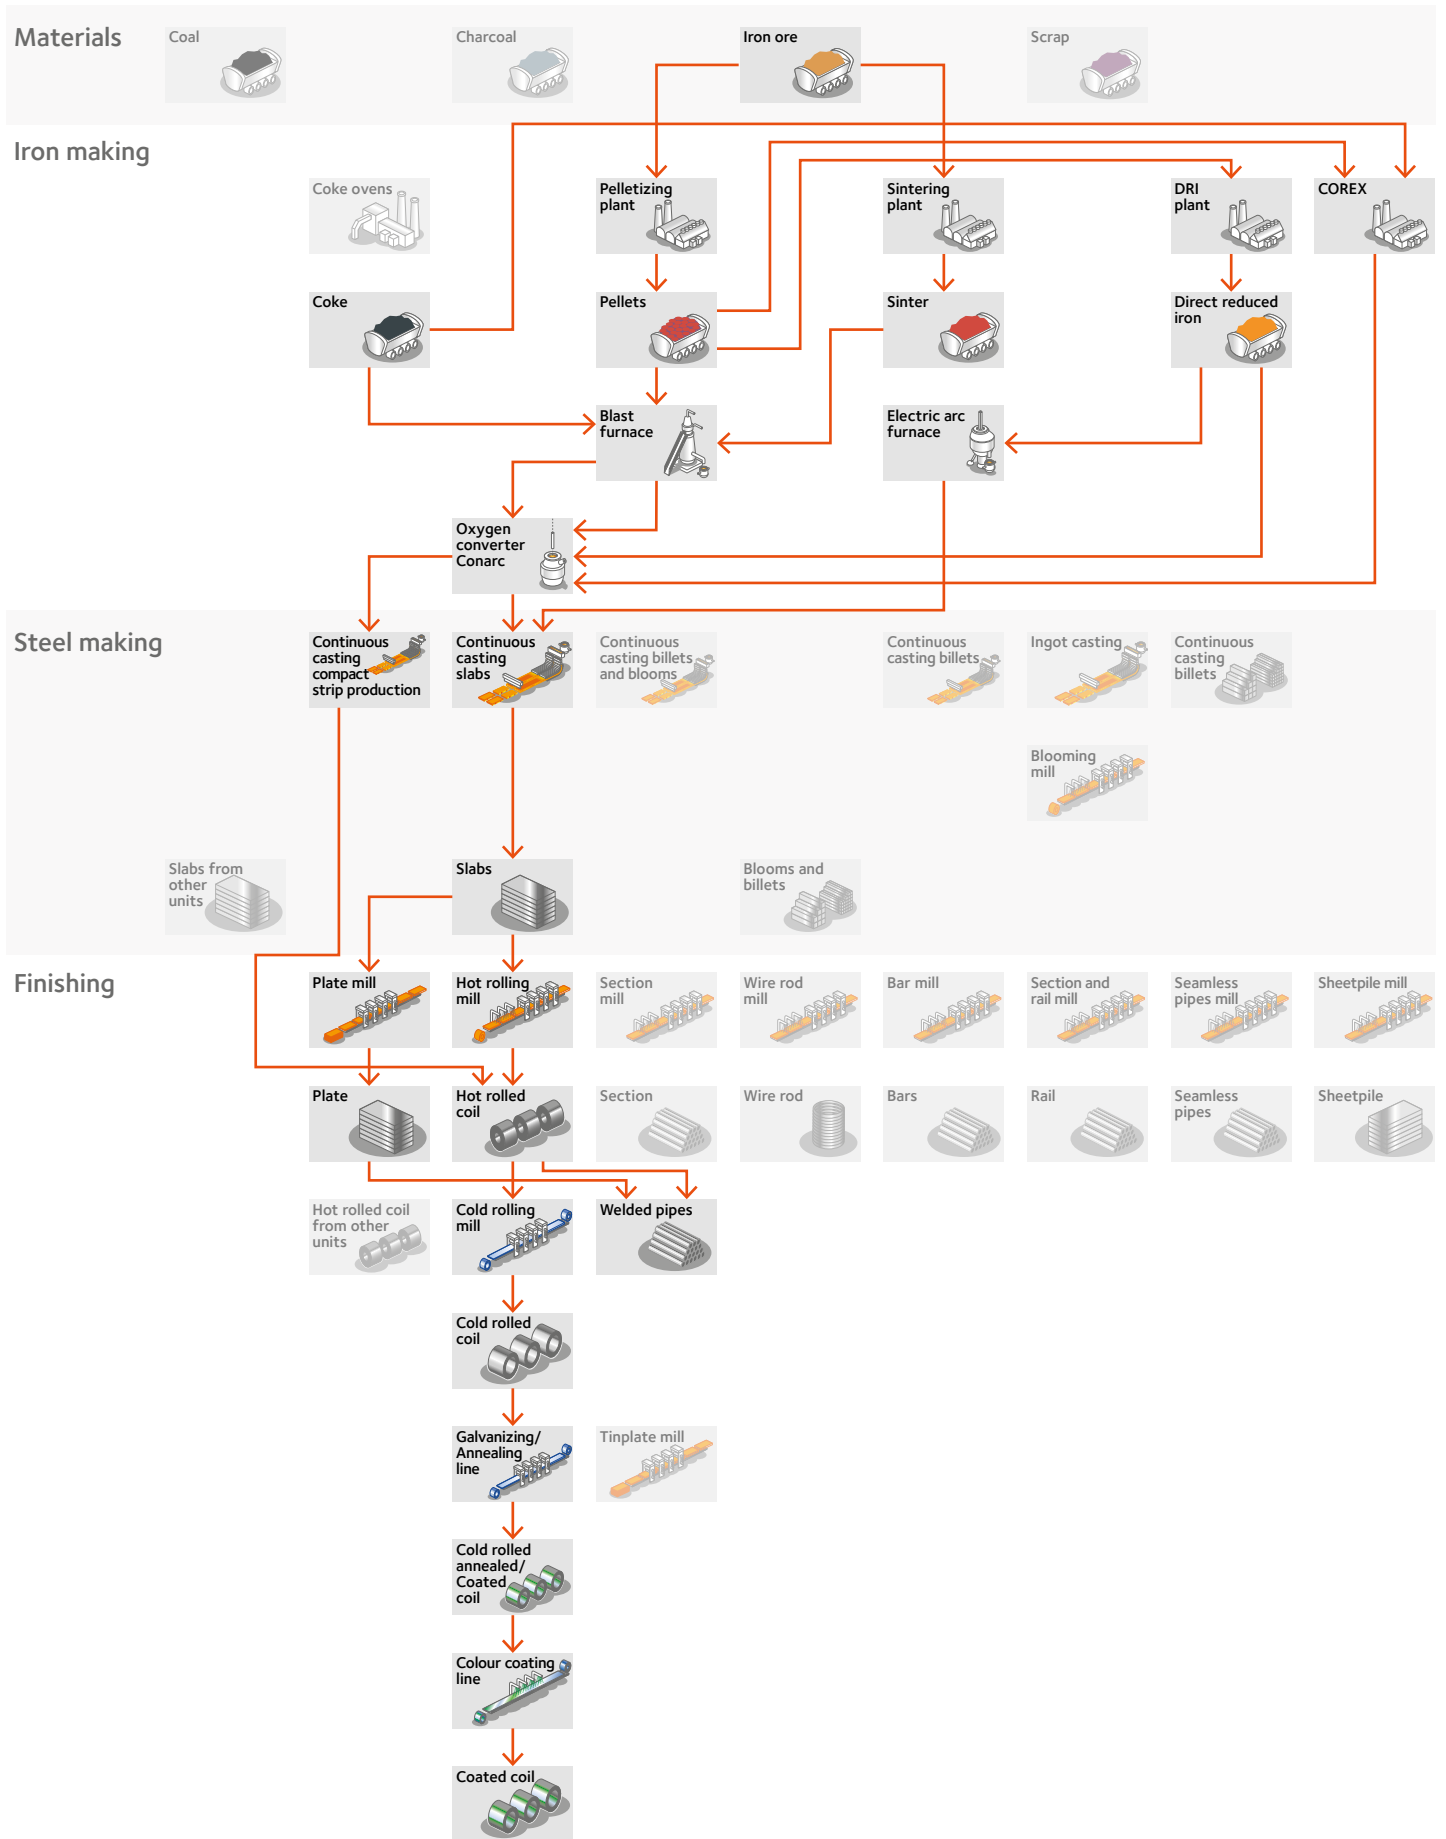 Materials
Coal
Charcoal
Iron ore
Scrap
Iron making
Coke ovens
Pelletizing
plant
Sintering
plant
DRI
plant
COREX
Coke
Pellets
Sinter
Direct reduced
iron
Blast
furnace
Electric arc
furnace
Oxygen
converter
Conarc
Steel making
Continuous
casting
compact
strip production
Continuous
casting
slabs
Continuous
casting billets
and blooms
Continuous
casting billets
Ingot casting
Continuous
casting
billets
Blooming
mill
Slabs from
other
units
Slabs
Blooms and
billets
Finishing
Plate mill
Hot rolling
mill
Section
mill
Wire rod
mill
Bar mill
Section and
rail mill
Seamless
pipes mill
Sheetpile mill
Plate
Hot rolled
coil
Section
Wire rod
Bars
Rail
Seamless
pipes
Sheetpile
Hot rolled coil
from other
units
Cold rolling
mill
Welded pipes
Cold rolled
coil
Galvanizing/
Annealing
line
Tinplate mill
Cold rolled
annealed/
Coated
coil
Colour coating
line
Coated coil